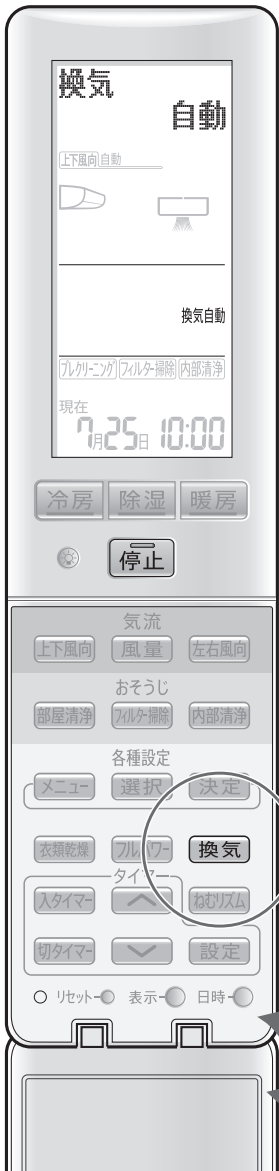 換気
自動
上下風向 自動
換気自動
プレクリーニング フィルター掃除 内部清浄
現在
7月25日 10:00
冷房 除湿 暖房
停止
気流
上下風向 風量 左右風向
おそうじ
部屋清浄 フィルター掃除 内部清浄
各種設定
メニュー 選択 決定
衣類乾燥 フルパワー 換気
タイマー
入タイマー ねむリズム
切タイマー 設定
リセット 表示 日時